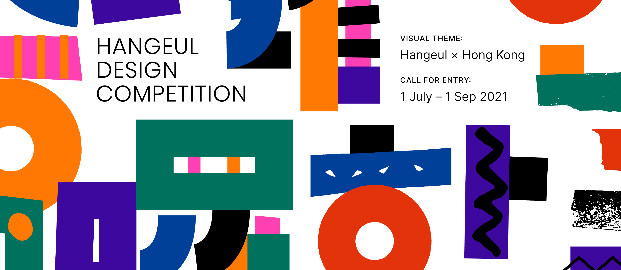 HANGEUL
DESIGN
COMPETITION
VISUAL THEME:
Hangeul × Hong Kong
CALL FOR ENTRY:
1 July – 1 Sep 2021